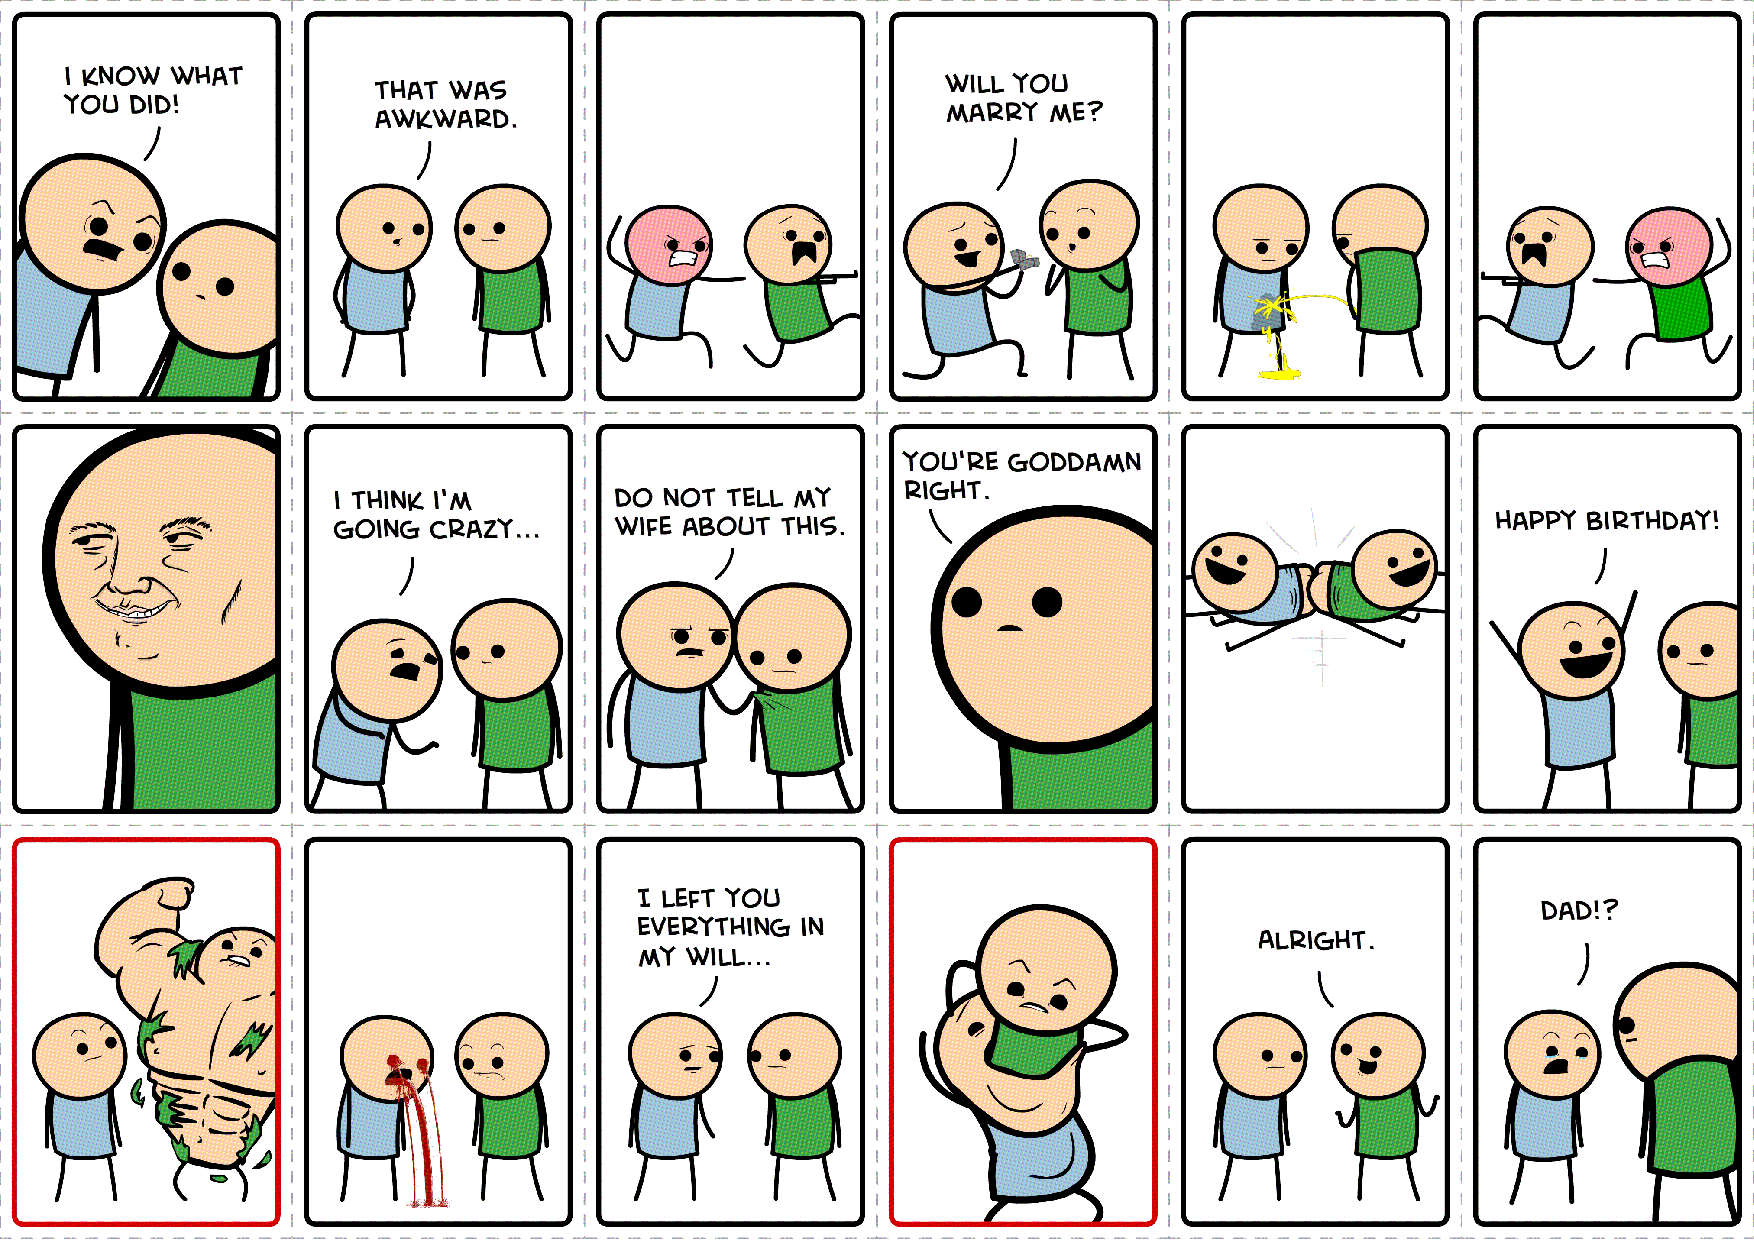 I KNOW WHAT
YOU DID!
THAT WAS
AWKWARD.
WILL YOU
MARRY ME?
I THINK I'M
GOING CRAZY...
DO NOT TELL MY
WIFE ABOUT THIS.
YOU'RE GODDAMN
RIGHT.
HAPPY BIRTHDAY!
I LEFT YOU
EVERYTHING IN
MY WILL...
ALRIGHT.
DAD!?